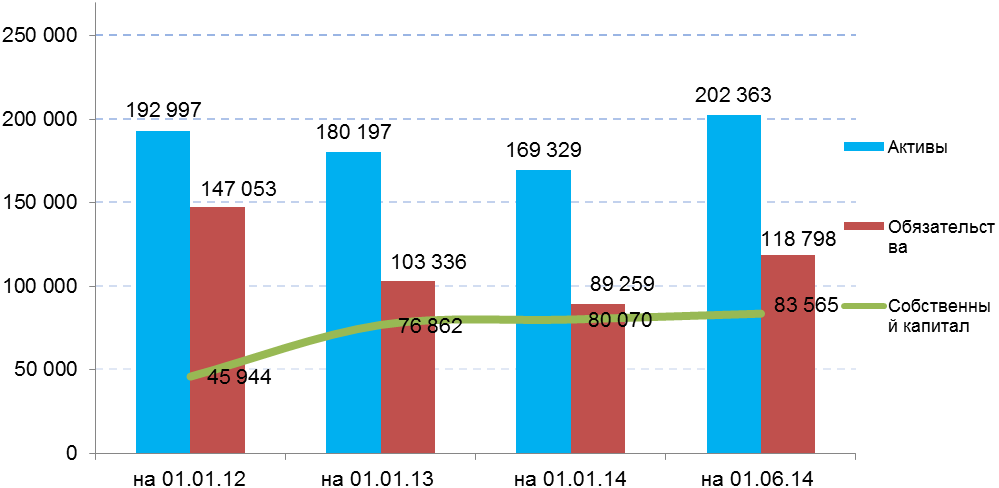 250 000
200 000
150 000
100 000
50 000
0
192 997
147 053
45 944
180 197
103 336
76 862
169 329
89 259
80 070
202 363
118 798
83 565
на 01.01.12
на 01.01.13
на 01.01.14
на 01.06.14
Активы
Обязательст
ва
Собственны
й капитал